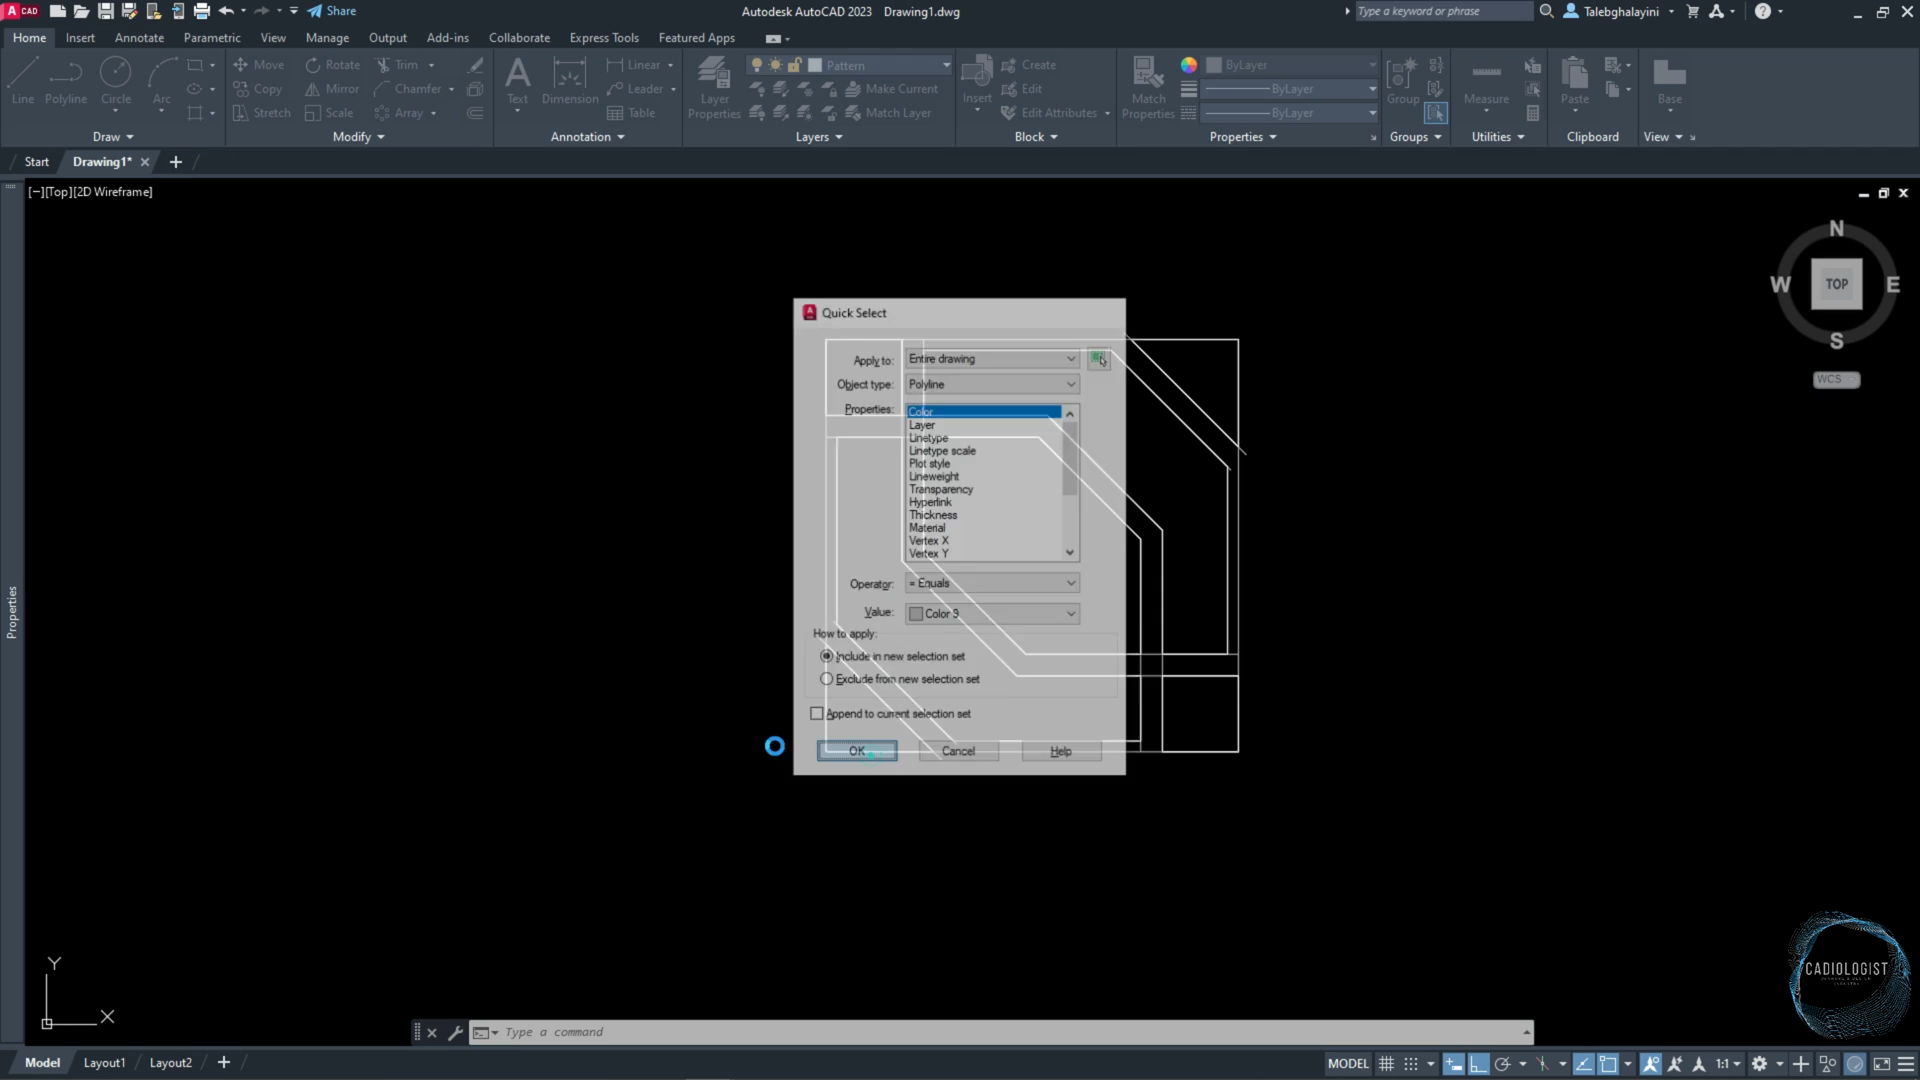 A CAD
Share
Autodesk AutoCAD 2023 Drawing1.dwg
Type a keyword or phrase
Talebghalayini
Home Insert Annotate Parametric View Manage Output Add-ins Collaborate Express Tools Featured Apps
Line
Polyline
Circle
Arc
Draw
Move
Copy
Stretch
Rotate
Mirror
Scale
Trim
Chamfer
Array
Modify
Text
Dimension
Linear
Leader
Table
Annotation
Layer
Properties
Pattern
Make Current
Match Layer
Layers
Insert
Create
Edit
Edit Attributes
Block
Match
Properties
ByLayer
ByLayer
ByLayer
Properties
Group
Groups
Measure
Utilities
Paste
Clipboard
Base
View
Start
Drawing1*
[−][Top][2D Wireframe]
N
W
TOP
E
S
WCS
Properties
Quick Select
Apply to:
Entire drawing
Object type:
Polyline
Properties:
Color
Layer
Linetype
Linetype scale
Plot style
Lineweight
Transparency
Hyperlink
Thickness
Material
Vertex X
Vertex Y
Operator:
= Equals
Value:
Color 9
How to apply:
Include in new selection set
Exclude from new selection set
Append to current selection set
OK
Cancel
Help
Y
X
Type a command
CADIOLOGIST
Model
Layout1
Layout2
MODEL
1:1